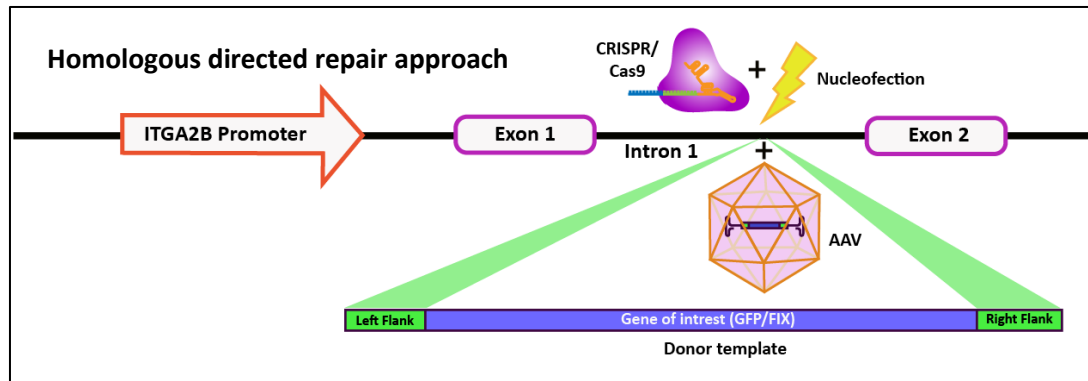 Homologous directed repair approach
CRISPR/
Cas9
+
Nucleofection
ITGA2B Promoter
Exon 1
Intron 1
Exon 2
+
AAV
Left Flank
Gene of intrest (GFP/FIX)
Right Flank
Donor template